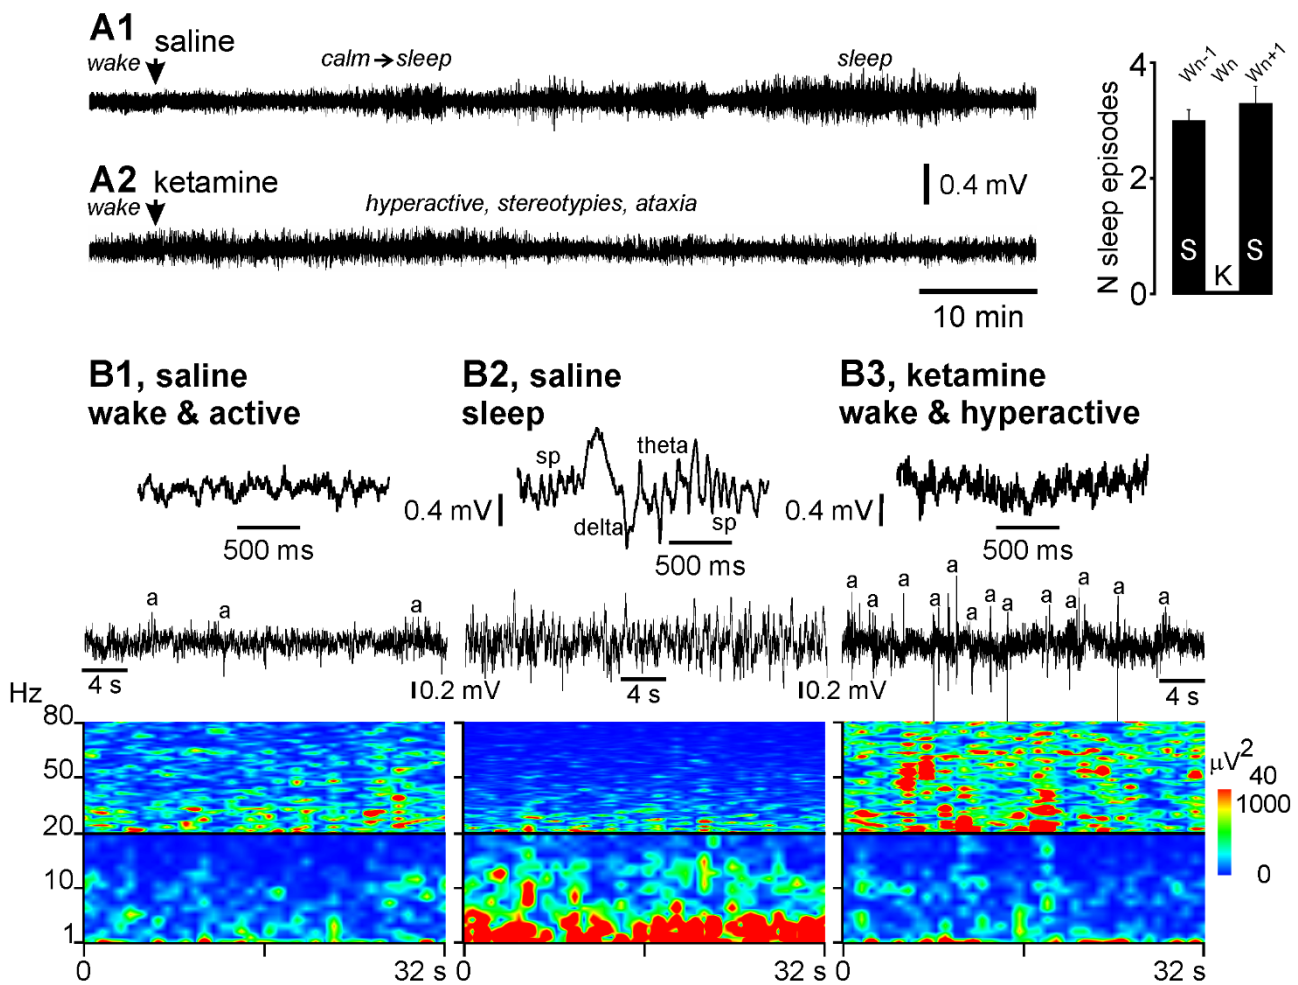 A1 saline
wake
calm→sleep
sleep
A2 ketamine
wake
hyperactive, stereotypies, ataxia
0.4 mV
10 min
N sleep episodes
4
2
0
Wn-1
Wn
Wn+1
S
K
S
B1, saline
wake & active
500 ms
a
a
a
4 s
B2, saline
sleep
0.4 mV
sp
theta
delta
sp
500 ms
0.2 mV
4 s
B3, ketamine
wake & hyperactive
0.4 mV
500 ms
a
a
a
a
a
a
a
a
a
a
a
a
a
0.2 mV
4 s
Hz
80
50
20
10
1
0
32 s
0
32 s
0
32 s
µV2
40
1000
0